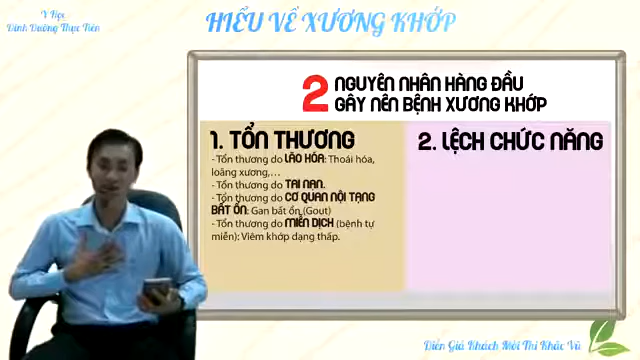 Y Học
Dinh Dưỡng Thực Tiễn
HIỂU VỀ XƯƠNG KHỚP
2 NGUYÊN NHÂN HÀNG ĐẦU
GÂY NÊN BỆNH XƯƠNG KHỚP
1. TỔN THƯƠNG
- Tổn thương do LÃO HÓA: Thoái hóa,
loãng xương,...
- Tổn thương do TAI NẠN.
- Tổn thương do CƠ QUAN NỘI TẠNG
BẤT ỔN: Gan bất ổn (Gout)
- Tổn thương do MIỄN DỊCH (bệnh tự
miễn): Viêm khớp dạng thấp.
2. LỆCH CHỨC NĂNG
Diễn Giả Khách Mời Thi Khắc Vũ